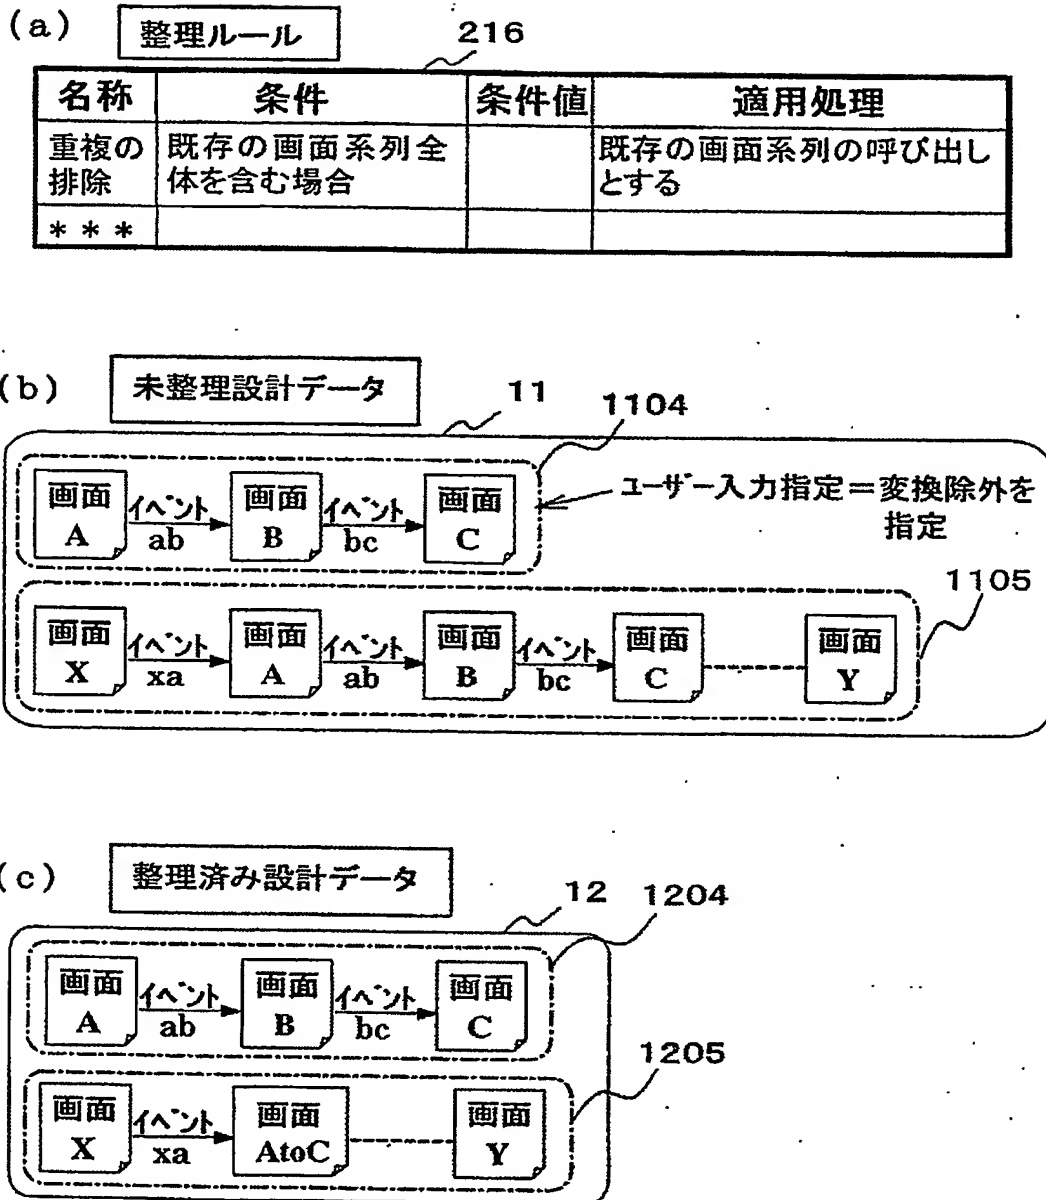 (a)
整理ルール
216
名称 条件 条件値 適用処理
重複の 既存の画面系列全 既存の画面系列の呼び出し
排除 体を含む場合 とする
***
(b)
未整理設計データ
11
1104
画面 イベント 画面 イベント 画面
A ab B bc C
ユーザー入力指定=変換除外を
指定
1105
画面 イベント 画面 イベント 画面 イベント 画面 画面
X xa A ab B bc C Y
(c)
整理済み設計データ
12
1204
画面 イベント 画面 イベント 画面
A ab B bc C
1205
画面 イベント 画面 画面
X xa AtoC Y